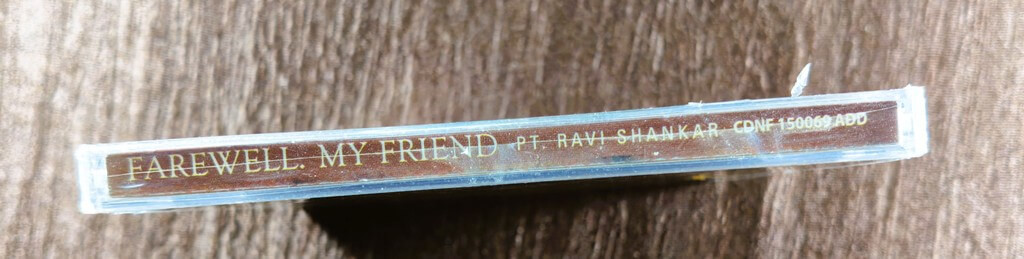 FAREWELL. MY FRIEND PT. RAVI SHANKAR CDNF 150069 ADD